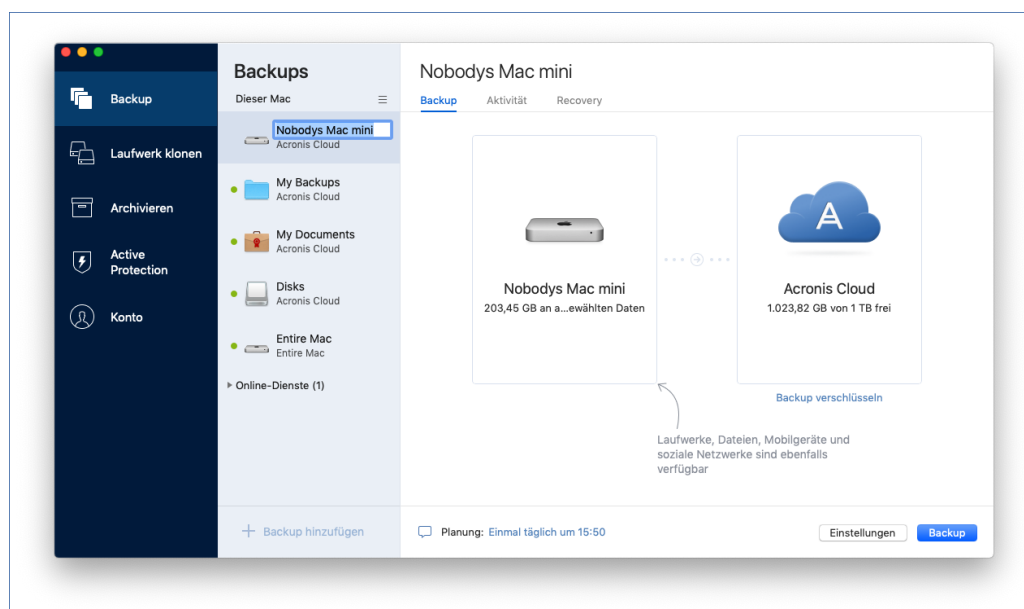 Backup
Laufwerk klonen
Archivieren
Active
Protection
Konto
Backups
Dieser Mac
Nobodys Mac mini
Acronis Cloud
My Backups
Acronis Cloud
My Documents
Acronis Cloud
Disks
Acronis Cloud
Entire Mac
Entire Mac
Online-Dienste (1)
Backup hinzufügen
Nobodys Mac mini
Backup Aktivität Recovery
Nobodys Mac mini
203,45 GB an a...ewählten Daten
Acronis Cloud
1.023,82 GB von 1 TB frei
Backup verschlüsseln
Laufwerke, Dateien, Mobilgeräte und
soziale Netzwerke sind ebenfalls
verfügbar
Planung: Einmal täglich um 15:50
Einstellungen Backup